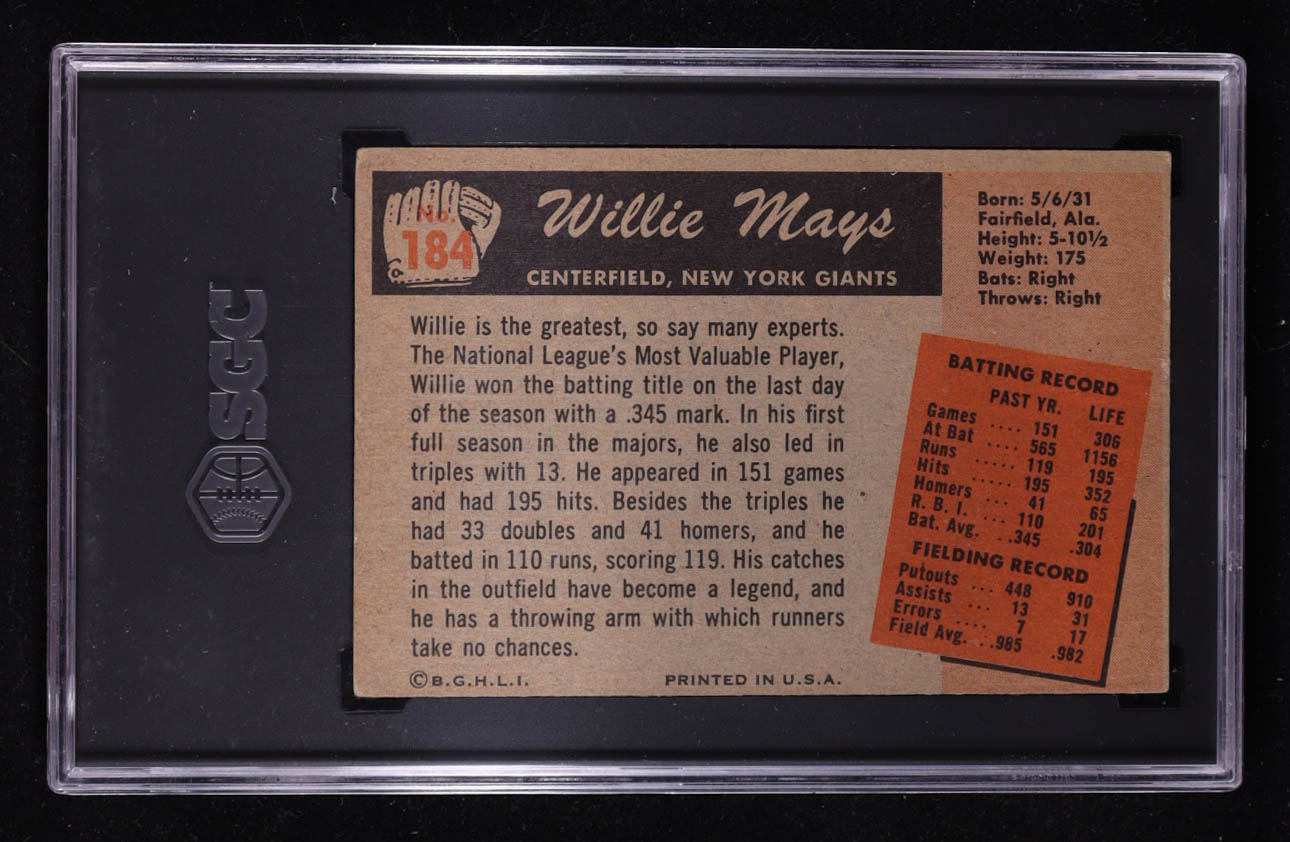 SGC
No.
184
Willie Mays
CENTERFIELD, NEW YORK GIANTS
Born: 5/6/31
Fairfield, Ala.
Height: 5-10½
Weight: 175
Bats: Right
Throws: Right
Willie is the greatest, so say many experts.
The National League's Most Valuable Player,
Willie won the batting title on the last day
of the season with a .345 mark. In his first
full season in the majors, he also led in
triples with 13. He appeared in 151 games
and had 195 hits. Besides the triples he
had 33 doubles and 41 homers, and he
batted in 110 runs, scoring 119. His catches
in the outfield have become a legend, and
he has a throwing arm with which runners
take no chances.
©B.G.H.L.I.
PRINTED IN U.S.A.
BATTING RECORD
PAST YR. LIFE
Games .... 151 306
At Bat .... 565 1156
Runs ..... 119 195
Hits ..... 195 352
Homers ... 41 65
R. B. I. ... 110 201
Bat. Avg. ..345 .304
FIELDING RECORD
Putouts ... 448 910
Assists ... 13 31
Errors .... 7 17
Field Avg. ..985 .982